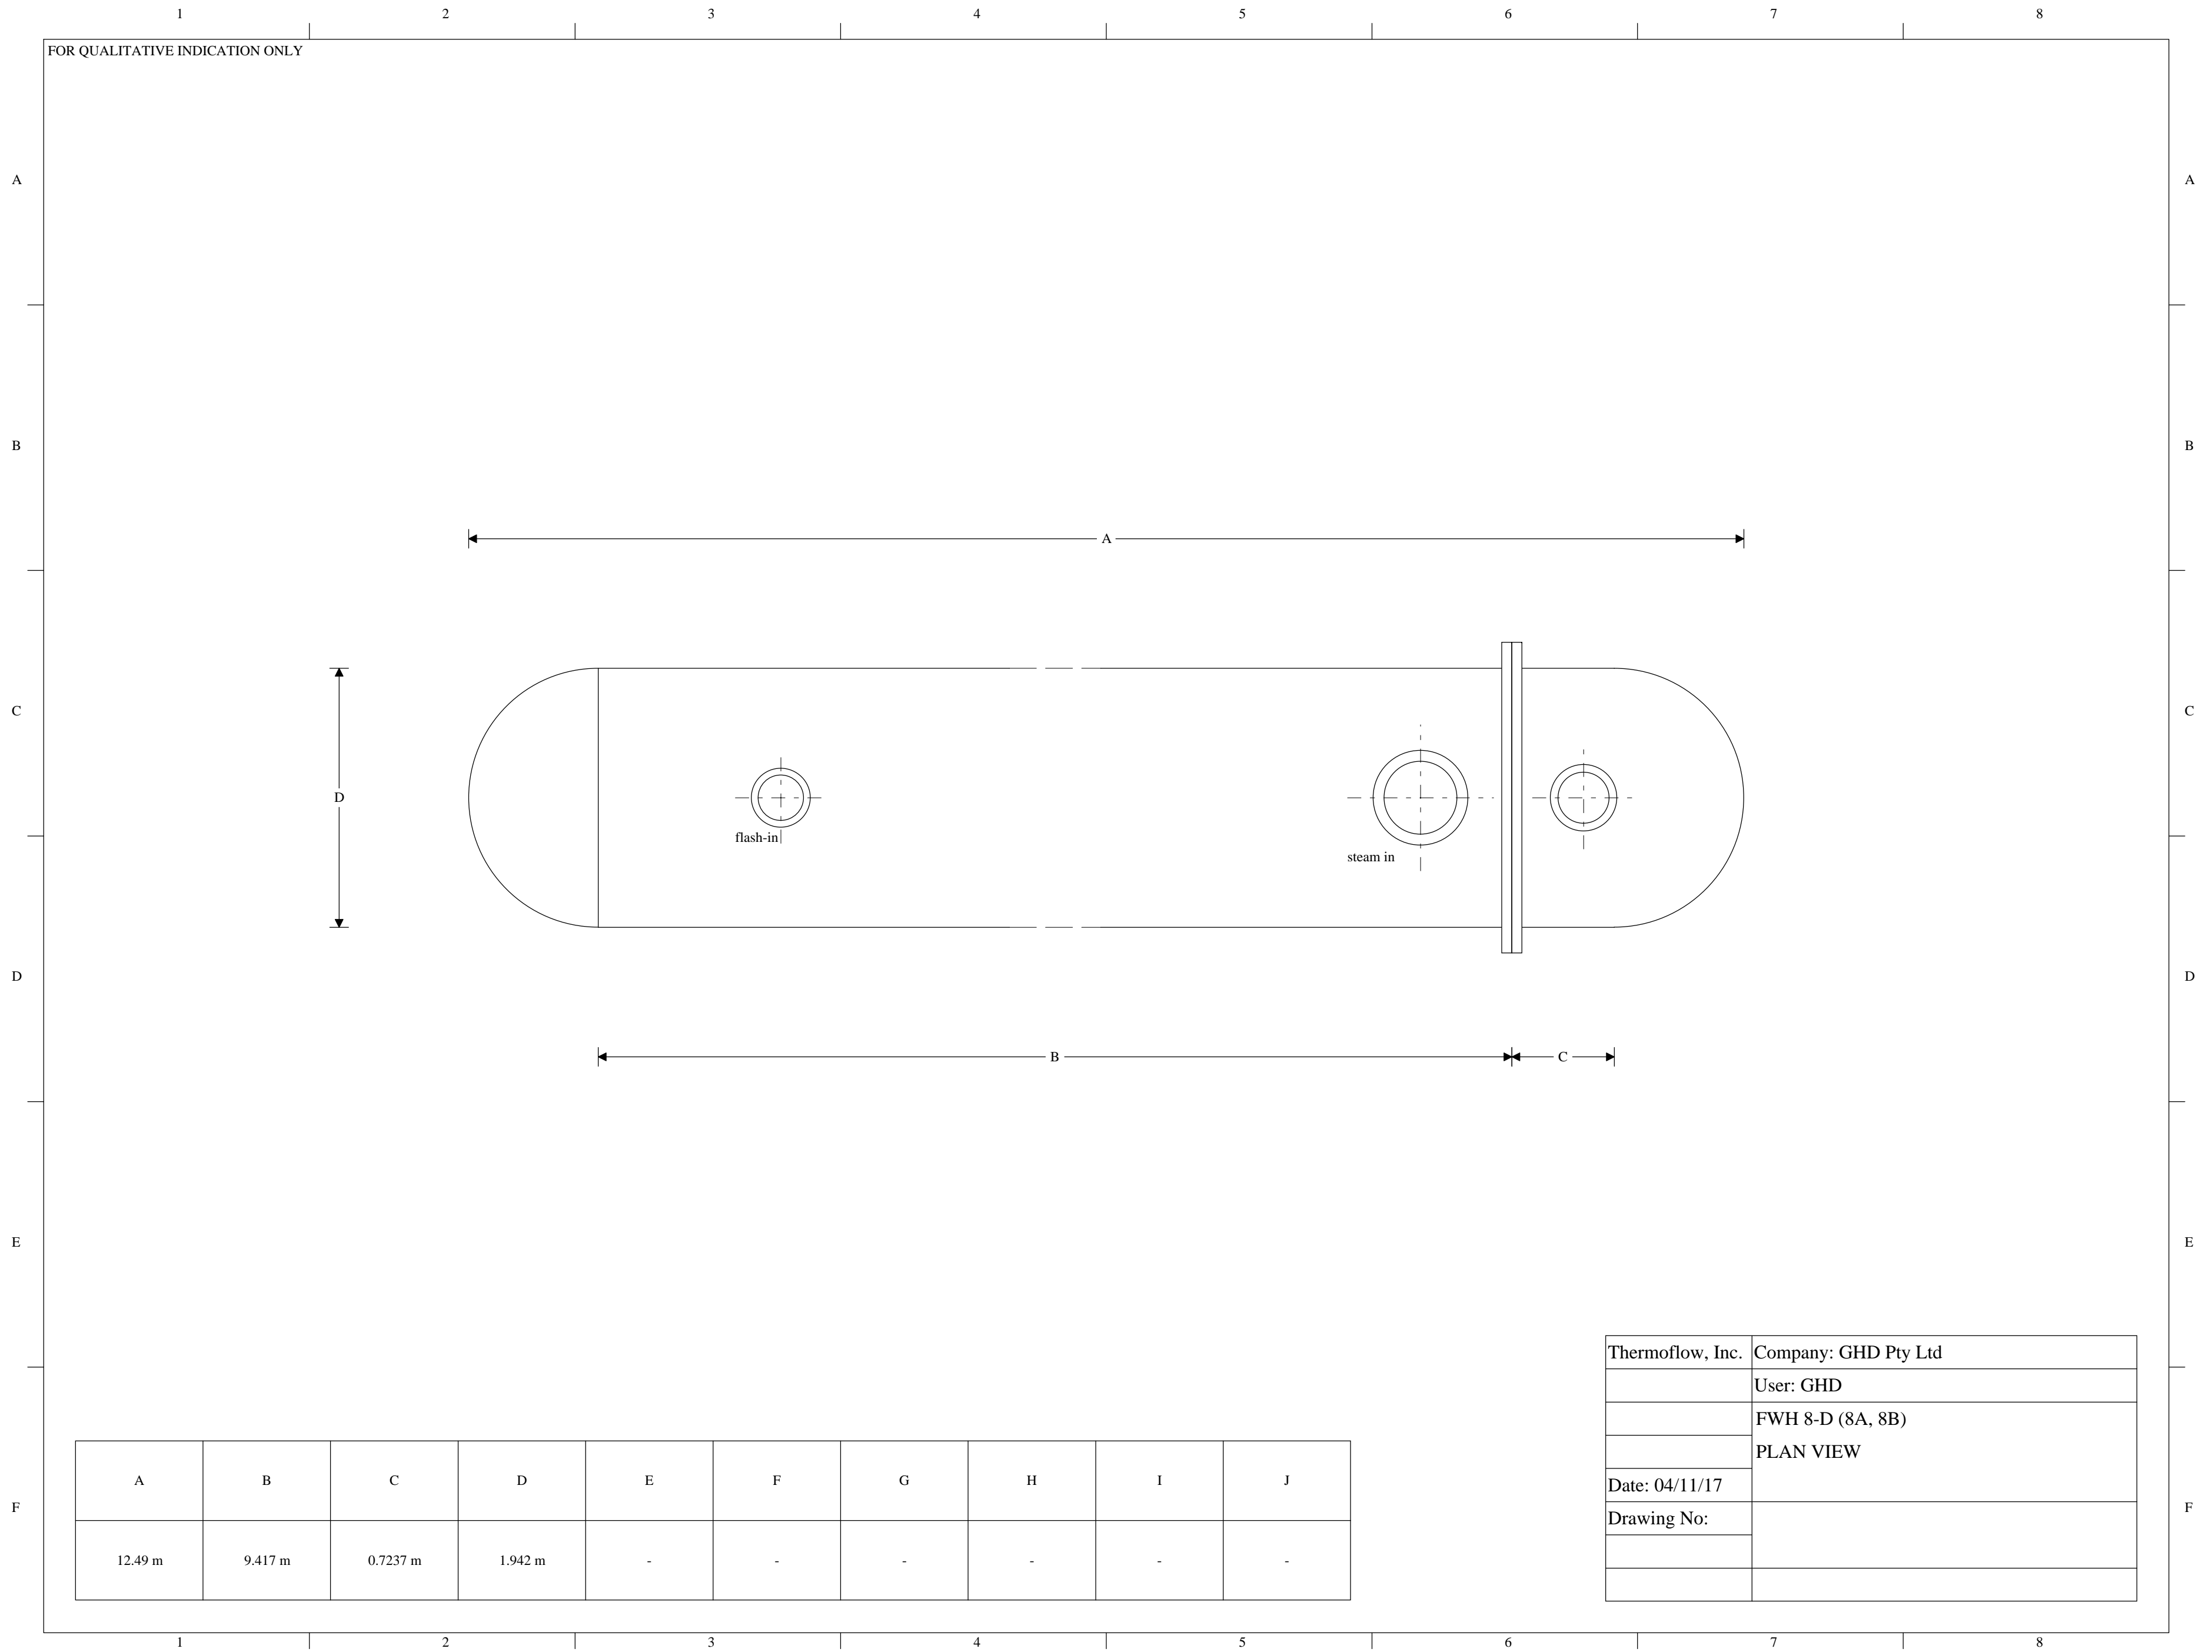 1 2 3 4 5 6 7 8
FOR QUALITATIVE INDICATION ONLY
A A
B B
A
C C
D
flash-in
steam in
D D
B C
E E
Thermoflow, Inc. Company: GHD Pty Ltd
User: GHD
FWH 8-D (8A, 8B)
PLAN VIEW
Date: 04/11/17
Drawing No:
A B C D E F G H I J
F F
12.49 m 9.417 m 0.7237 m 1.942 m - - - - - -
1 2 3 4 5 6 7 8